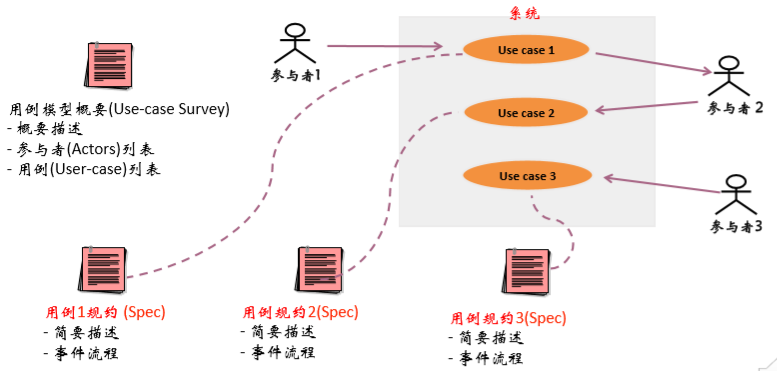 系统
参与者1
Use case 1
参与者 2
用例模型概要(Use-case Survey)
- 概要描述
- 参与者(Actors)列表
- 用例(User-case)列表
Use case 2
Use case 3
参与者3
用例1规约 (Spec)
- 简要描述
- 事件流程
用例规约2(Spec)
- 简要描述
- 事件流程
用例规约3(Spec)
- 简要描述
- 事件流程